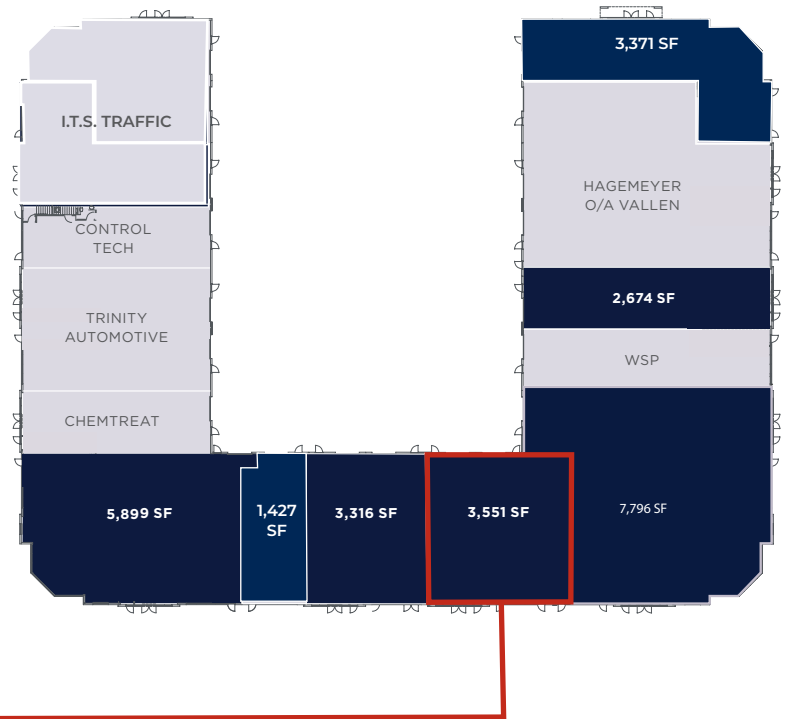 3,371 SF
I.T.S. TRAFFIC
HAGEMEYER
O/A VALLEN
CONTROL
TECH
2,674 SF
TRINITY
AUTOMOTIVE
WSP
CHEMTREAT
5,899 SF
1,427
SF
3,316 SF
3,551 SF
7,796 SF